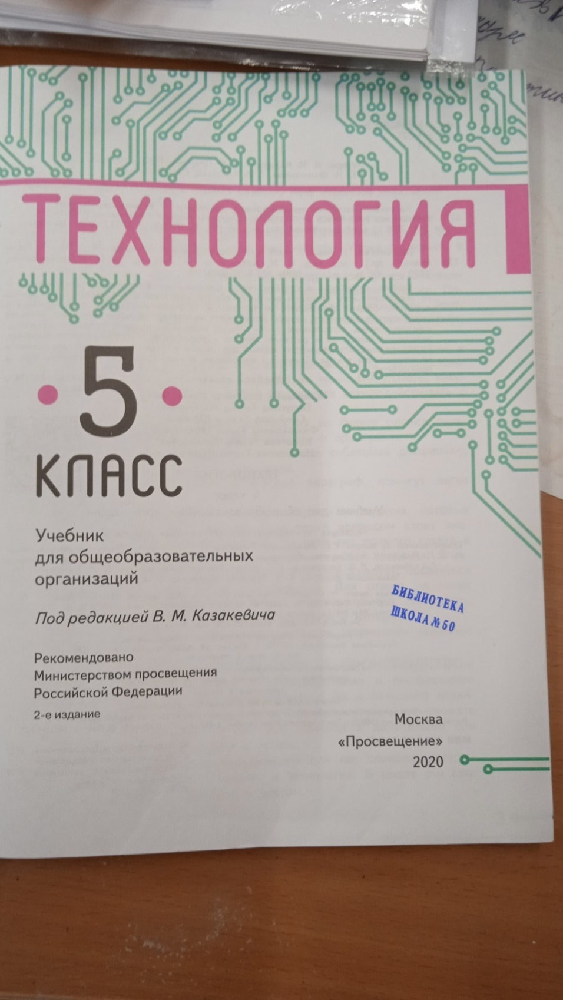 ТЕХНОЛОГИЯ
5
КЛАСС
Учебник
для общеобразовательных
организаций
Под редакцией В. М. Казакевича
БИБЛИОТЕКА
ШКОЛА № 50
Рекомендовано
Министерством просвещения
Российской Федерации
2-е издание
Москва
«Просвещение»
2020